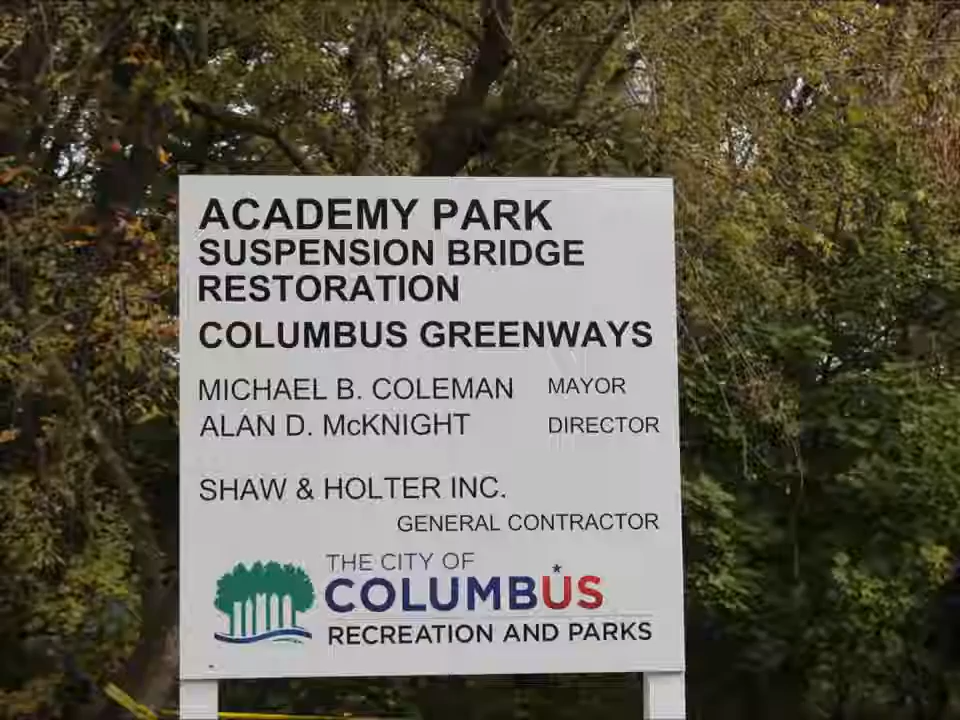 ACADEMY PARK
SUSPENSION BRIDGE
RESTORATION
COLUMBUS GREENWAYS
MICHAEL B. COLEMAN MAYOR
ALAN D. McKNIGHT DIRECTOR
SHAW & HOLTER INC.
GENERAL CONTRACTOR
THE CITY OF
COLUMBUS
RECREATION AND PARKS